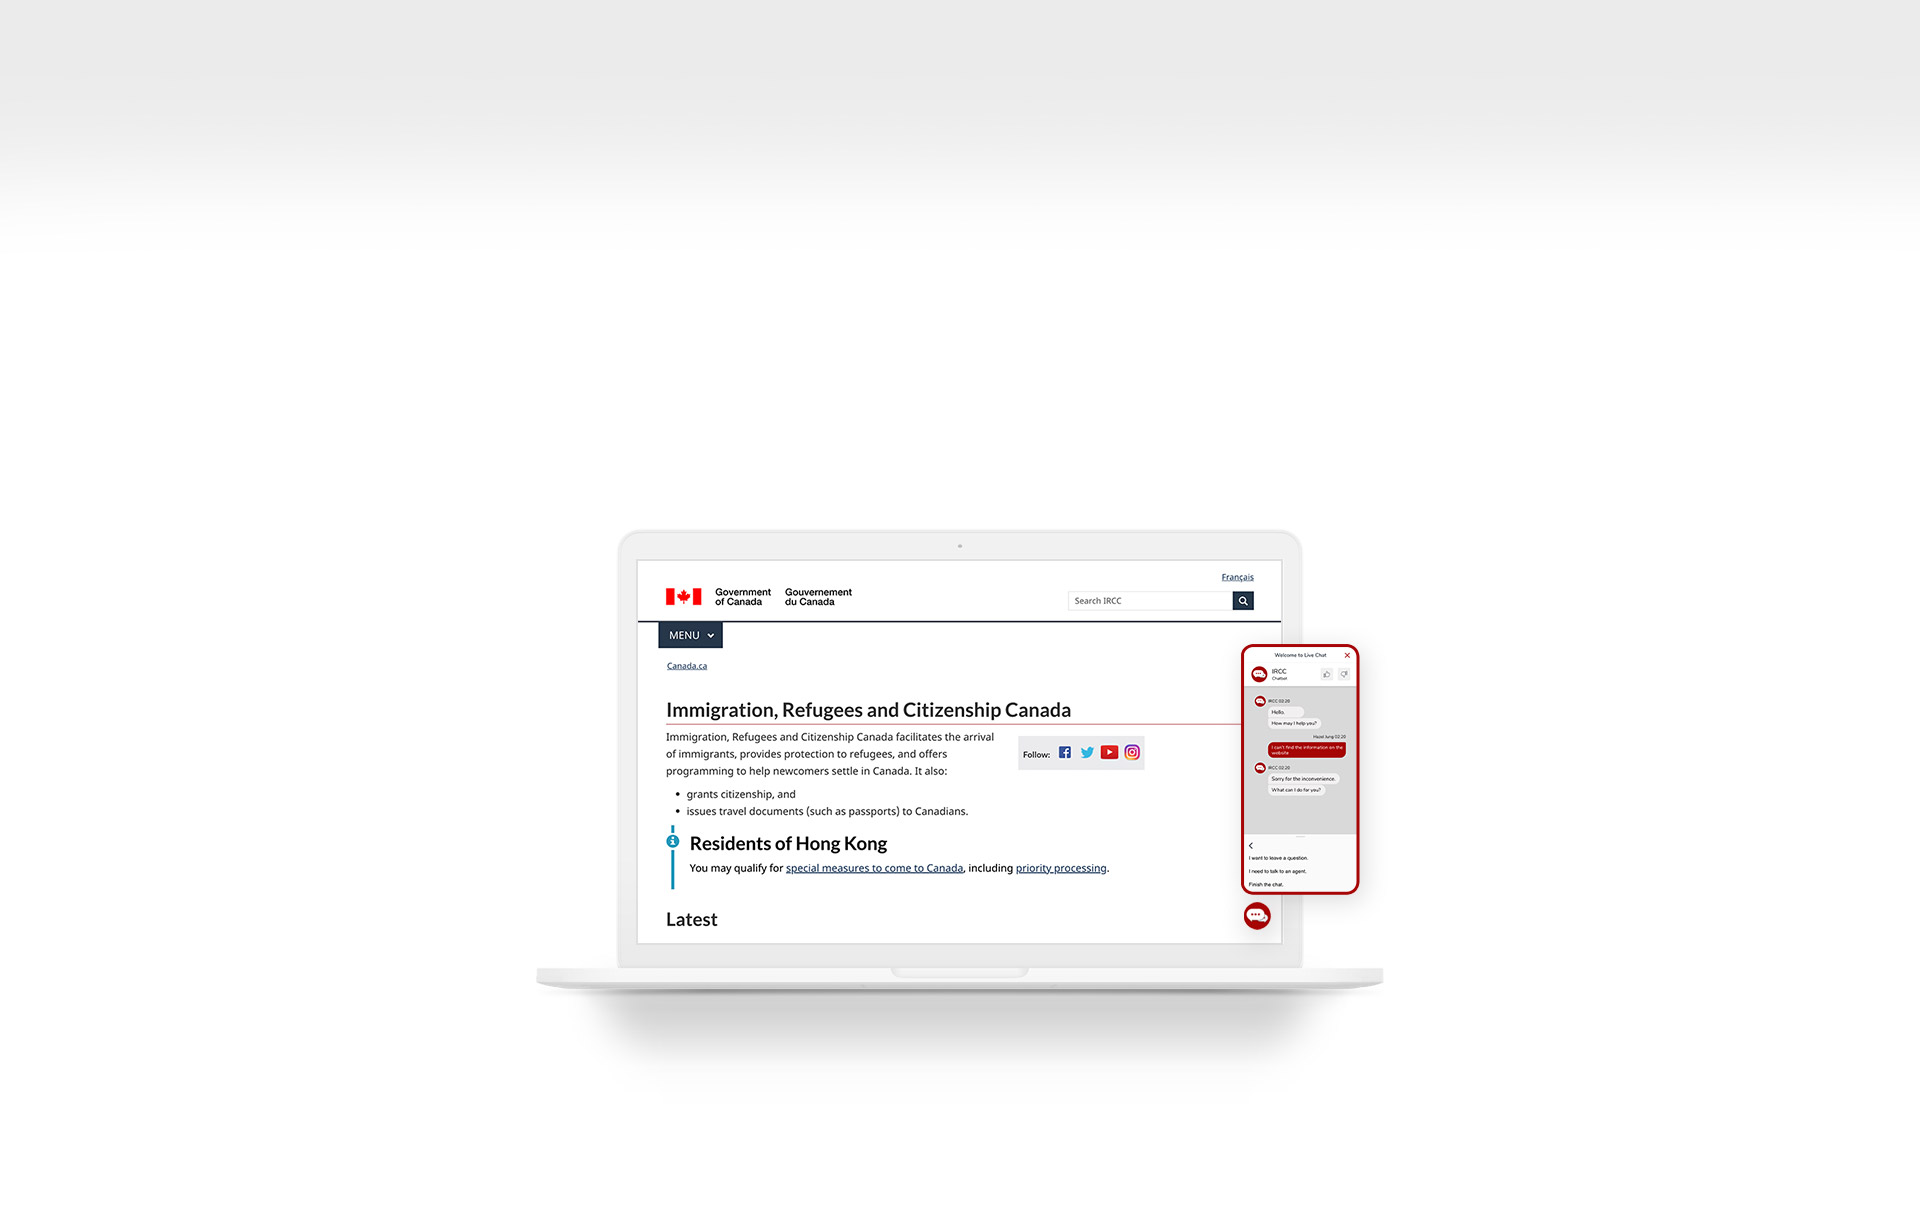 Français
Government
of Canada
Gouvernement
du Canada
Search IRCC
MENU
Canada.ca
Immigration, Refugees and Citizenship Canada
Immigration, Refugees and Citizenship Canada facilitates the arrival
of immigrants, provides protection to refugees, and offers
programming to help newcomers settle in Canada. It also:
• grants citizenship, and
• issues travel documents (such as passports) to Canadians.
Follow:
Residents of Hong Kong
You may qualify for special measures to come to Canada, including priority processing.
Latest
Welcome to Live Chat
IRCC
Chatbot
IRCC 02:20
Hello.
How may I help you?
Hazel Jung 02:20
I can't find the information on the
website
IRCC 02:20
Sorry for the inconvenience.
What can I do for you?
I want to leave a question.
I need to talk to an agent.
Finish the chat.